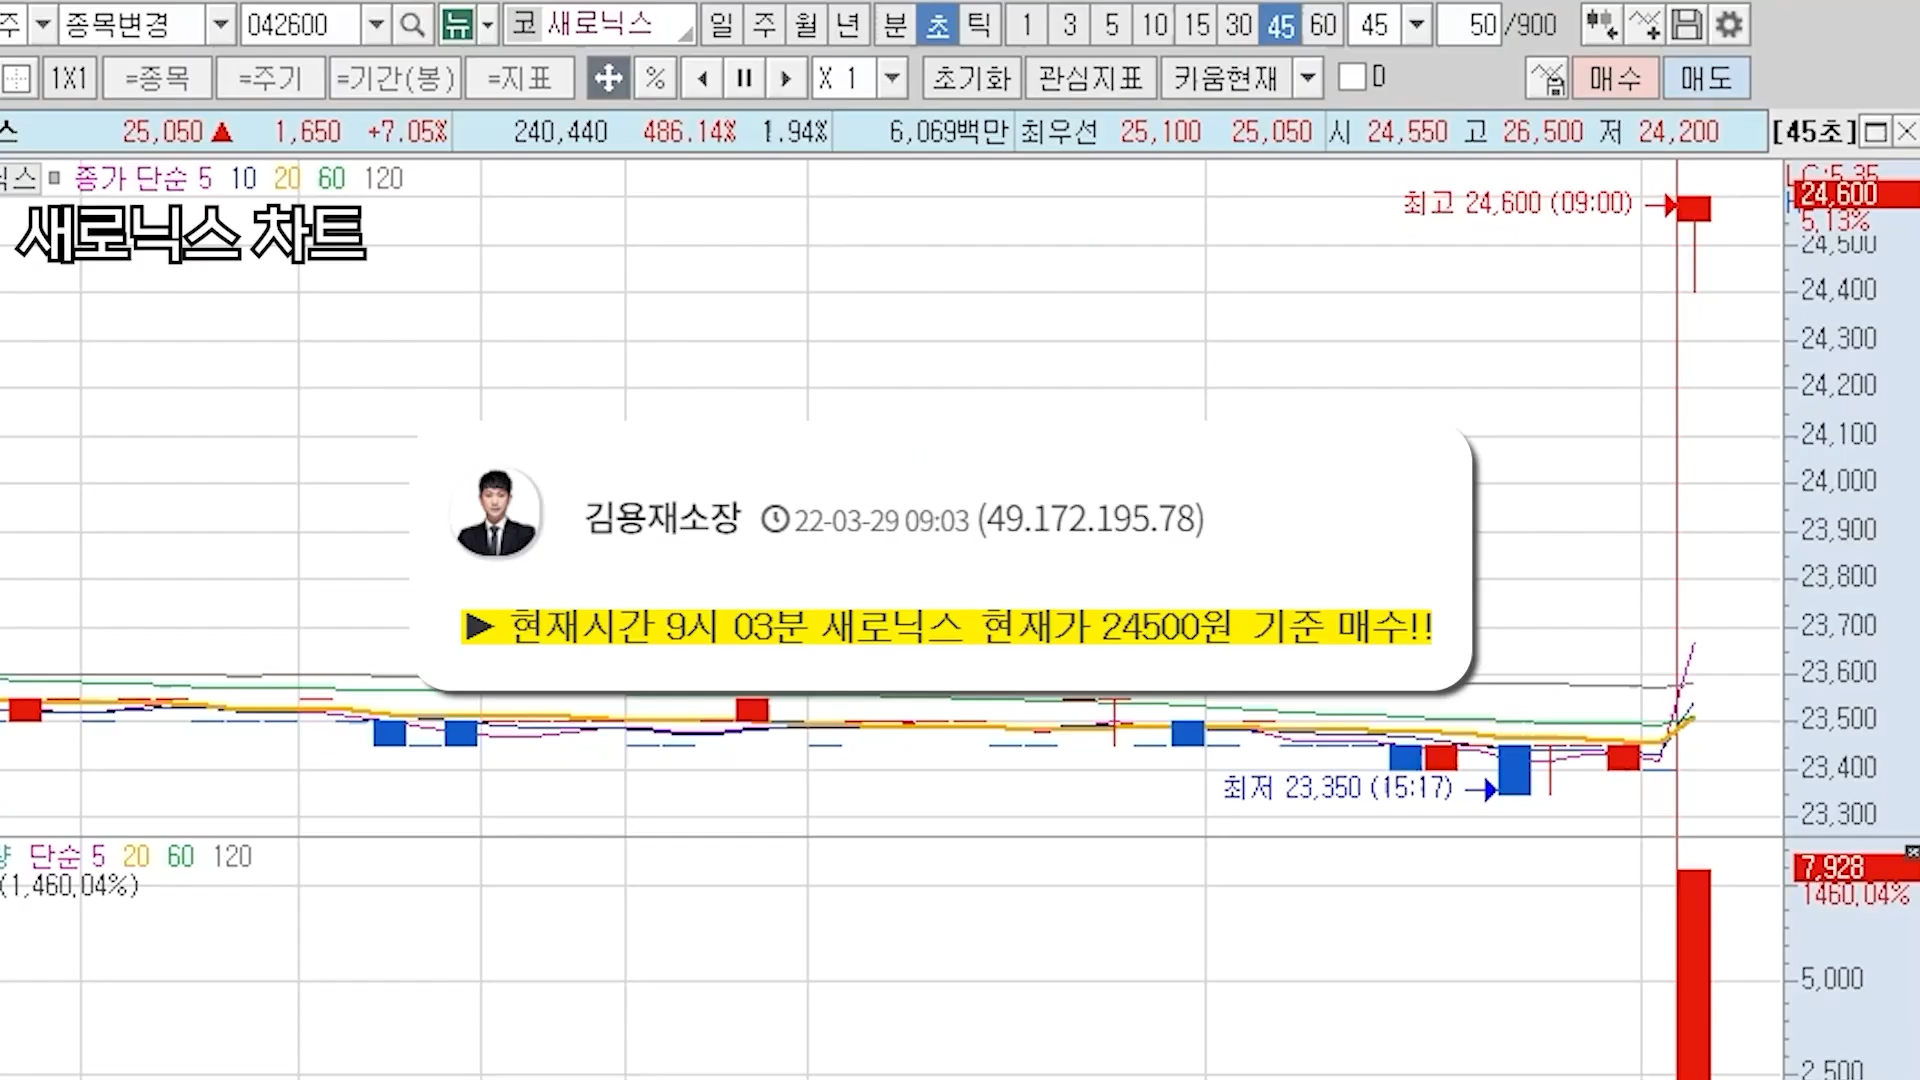 주 종목변경 042600 뉴 코 새로닉스 일 주 월 년 분 초 틱 1 3 5 10 15 30 45 60 45 50 /900
1X1 =종목 =주기 =기간(봉) =지표 % X 1 초기화 관심지표 키움현재 D 매수 매도
스 25,050 ▲ 1,650 +7.05% 240,440 486.14% 1.94% 6,069백만 최우선 25,100 25,050 시 24,550 고 26,500 저 24,200 [45초]
닉스 종가 단순 5 10 20 60 120
LC:5.35
최고 24,600 (09:00)
24,600
5.13%
새로닉스 차트
24,500
24,400
24,300
24,200
24,100
24,000
23,900
23,800
23,700
23,600
23,500
23,400
23,300
김용재소장 22-03-29 09:03 (49.172.195.78)
▶ 현재시간 9시 03분 새로닉스 현재가 24500원 기준 매수!!
최저 23,350 (15:17)
량 단순 5 20 60 120
(1,460.04%)
7,928
1460.04%
5,000
2,500